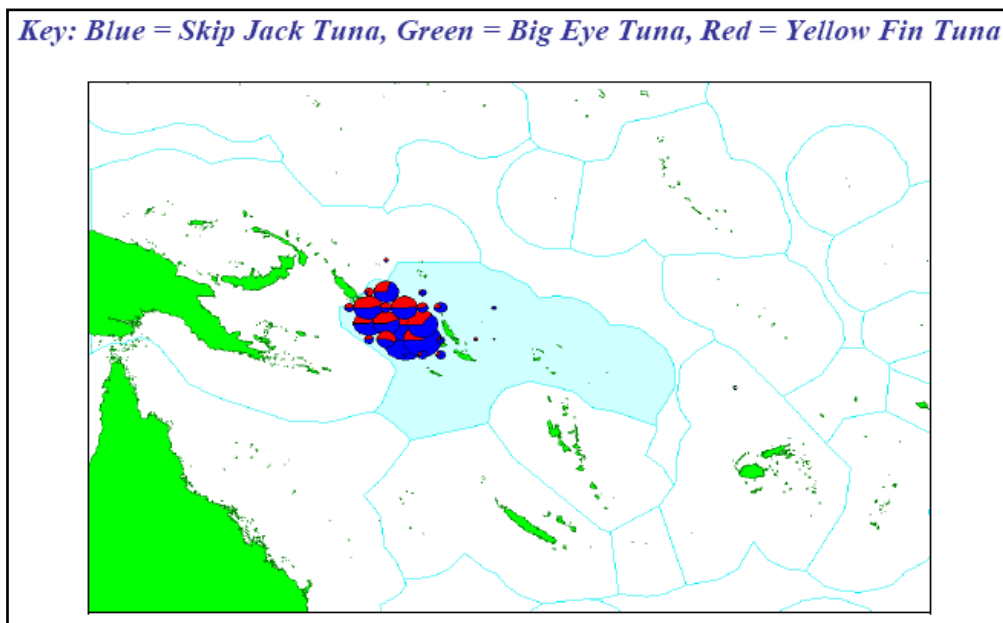 Key: Blue = Skip Jack Tuna, Green = Big Eye Tuna, Red = Yellow Fin Tuna